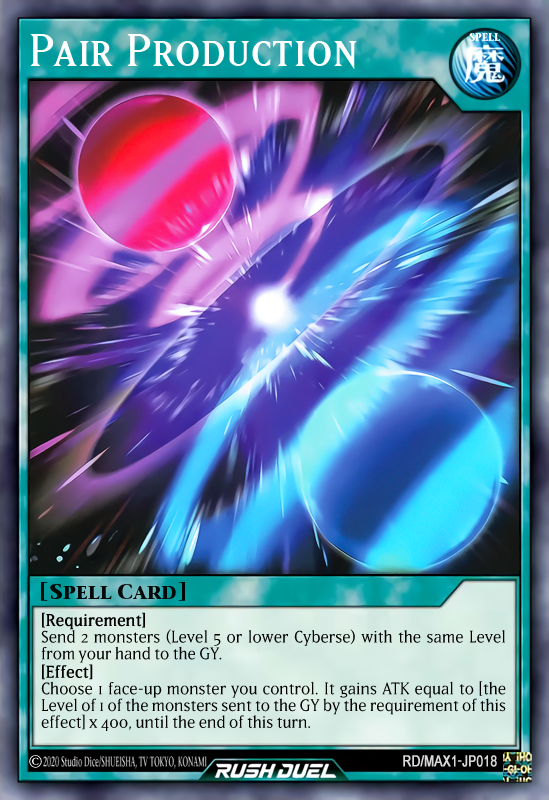 PAIR PRODUCTION
SPELL
魔
[SPELL CARD]
[Requirement]
Send 2 monsters (Level 5 or lower Cyberse) with the same Level
from your hand to the GY.
[Effect]
Choose 1 face-up monster you control. It gains ATK equal to [the
Level of 1 of the monsters sent to the GY by the requirement of this
effect] x 400, until the end of this turn.
©2020 Studio Dice/SHUEISHA, TV TOKYO, KONAMI
RUSH DUEL
RD/MAX1-JP018